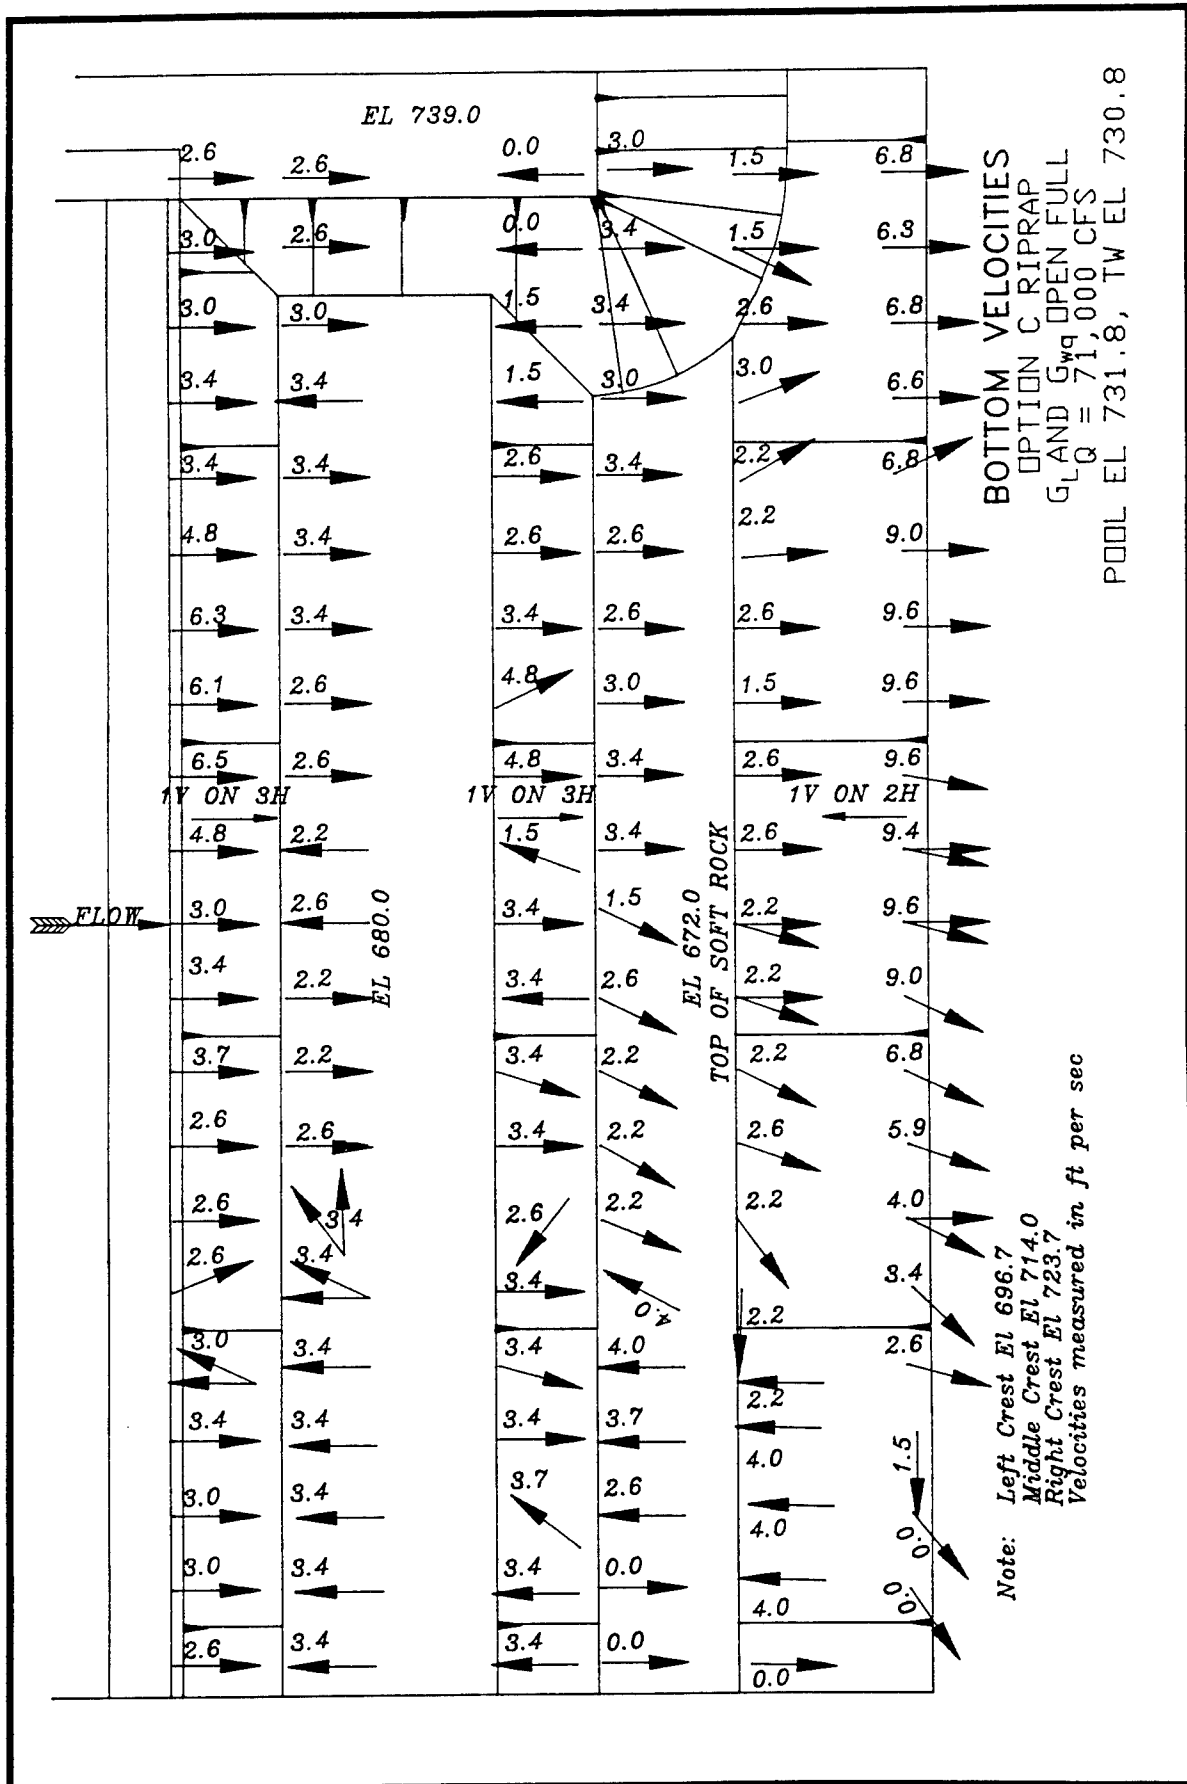 EL 739.0
2.6 2.6 0.0 3.0 1.5 6.8
3.0 2.6 0.0 3.4 1.5 6.3
3.0 3.0 1.5 3.4 2.6 6.8
3.4 3.4 1.5 3.0 3.0 6.6
3.4 3.4 2.6 3.4 2.2 6.8
4.8 3.4 2.6 2.6 2.2 9.0
6.3 3.4 3.4 2.6 2.6 9.6
6.1 2.6 4.8 3.0 1.5 9.6
6.5 2.6 4.8 3.4 2.6 9.6
1V ON 3H 1V ON 3H 1V ON 2H
4.8 2.2 1.5 3.4 2.6 9.4
FLOW
3.0 2.6 3.4 1.5 2.2 9.6
EL 680.0
EL 672.0
TOP OF SOFT ROCK
3.4 2.2 3.4 2.6 2.2 9.0
3.7 2.2 3.4 2.2 2.2 6.8
2.6 2.6 3.4 2.2 2.6 5.9
2.6 3.4 2.6 2.2 2.2 4.0
2.6 3.4 3.4 4.0 2.2 3.4
3.0 3.4 3.4 4.0 2.2 2.6
3.4 3.4 3.4 3.7 4.0 1.5
3.0 3.4 3.7 2.6 4.0 0.0
3.0 3.4 3.4 0.0 4.0 0.0
2.6 3.4 3.4 0.0 0.0
BOTTOM VELOCITIES
OPTION C RIPRAP
GL AND Gwq OPEN FULL
Q = 71,000 CFS
POOL EL 731.8, TW EL 730.8
Note: Left Crest El 696.7
Middle Crest El 714.0
Right Crest El 723.7
Velocities measured in ft per sec